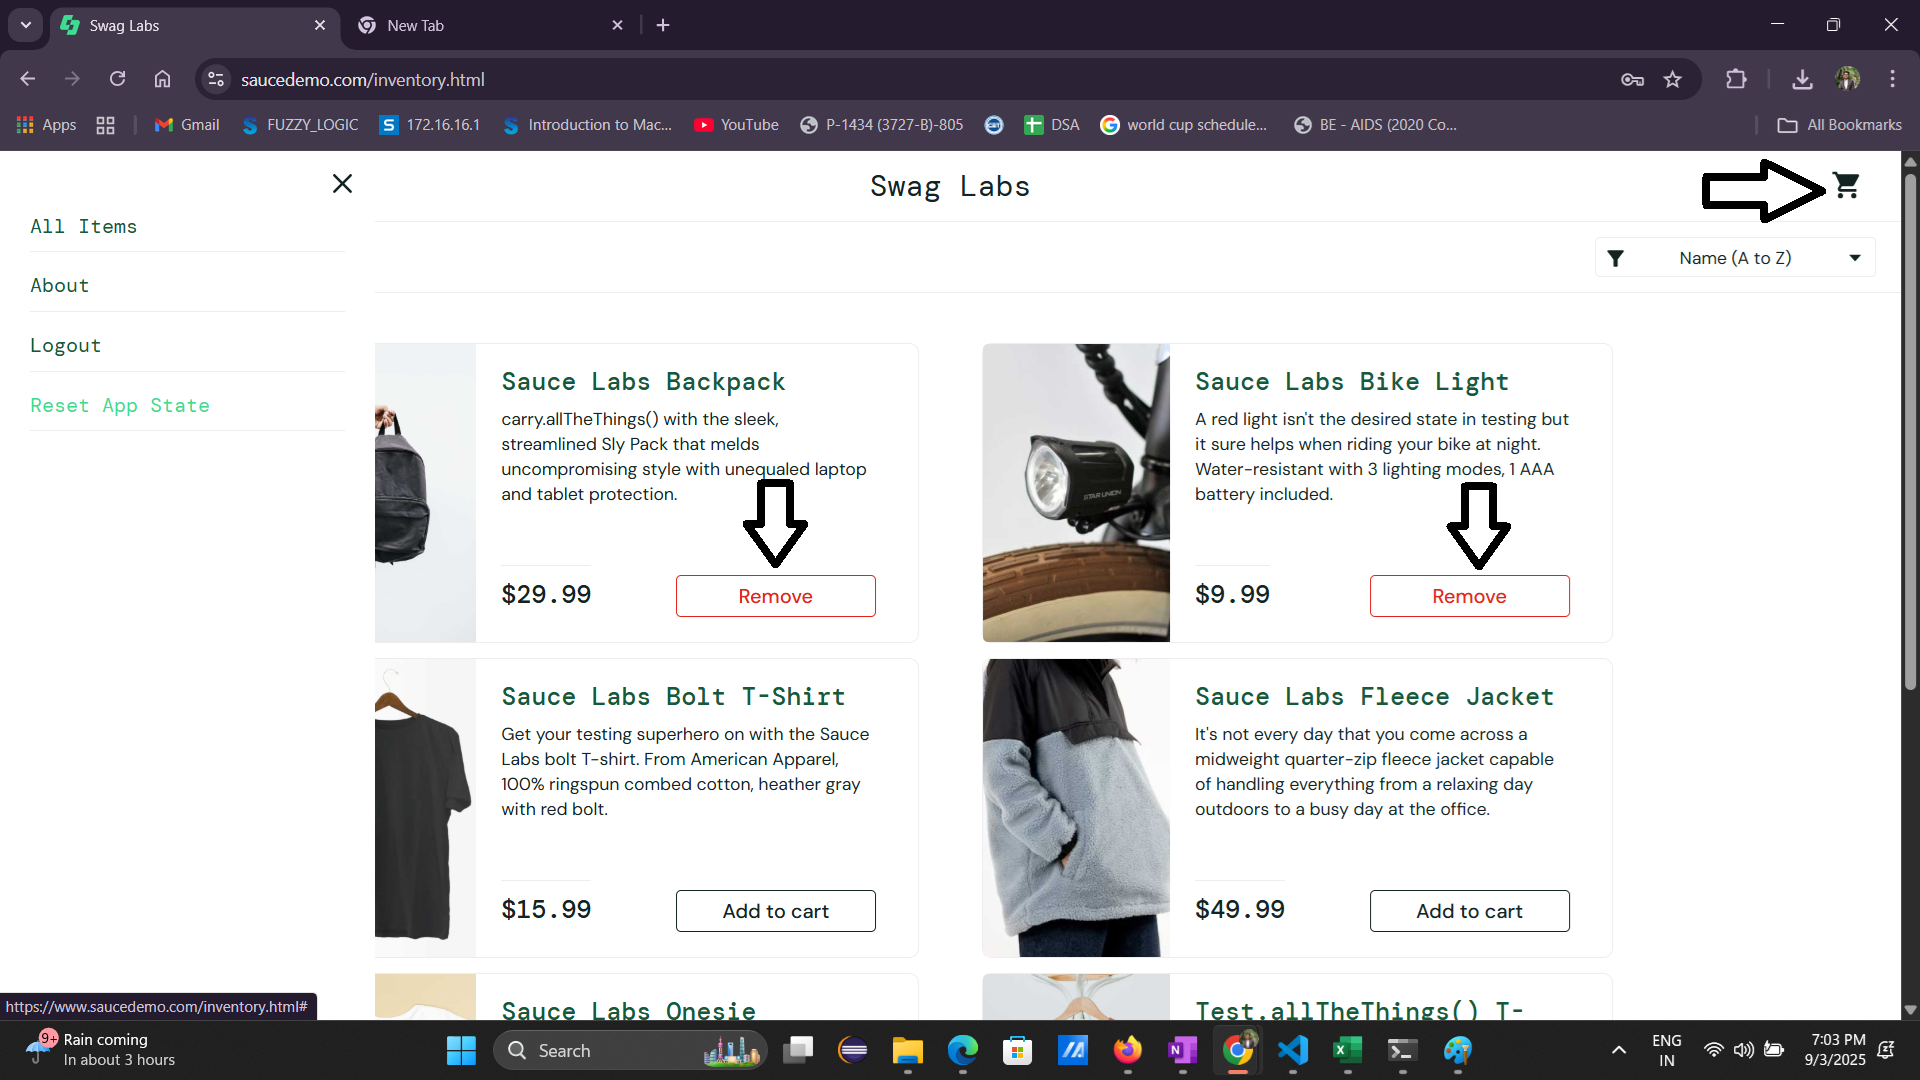 Swag Labs
New Tab
saucedemo.com/inventory.html
Apps
Gmail
FUZZY_LOGIC
172.16.16.1
Introduction to Mac...
YouTube
P-1434 (3727-B)-805
DSA
world cup schedule...
BE - AIDS (2020 Co...
All Bookmarks
Swag Labs
All Items
About
Logout
Reset App State
Name (A to Z)
Sauce Labs Backpack
carry.allTheThings() with the sleek,
streamlined Sly Pack that melds
uncompromising style with unequaled laptop
and tablet protection.
$29.99
Remove
Sauce Labs Bike Light
A red light isn't the desired state in testing but
it sure helps when riding your bike at night.
Water-resistant with 3 lighting modes, 1 AAA
battery included.
STAR UNION
$9.99
Remove
Sauce Labs Bolt T-Shirt
Get your testing superhero on with the Sauce
Labs bolt T-shirt. From American Apparel,
100% ringspun combed cotton, heather gray
with red bolt.
$15.99
Add to cart
Sauce Labs Fleece Jacket
It's not every day that you come across a
midweight quarter-zip fleece jacket capable
of handling everything from a relaxing day
outdoors to a busy day at the office.
$49.99
Add to cart
Sauce Labs Onesie
Test.allTheThings() T-
https://www.saucedemo.com/inventory.html#
9+
Rain coming
In about 3 hours
Search
ENG
IN
7:03 PM
9/3/2025